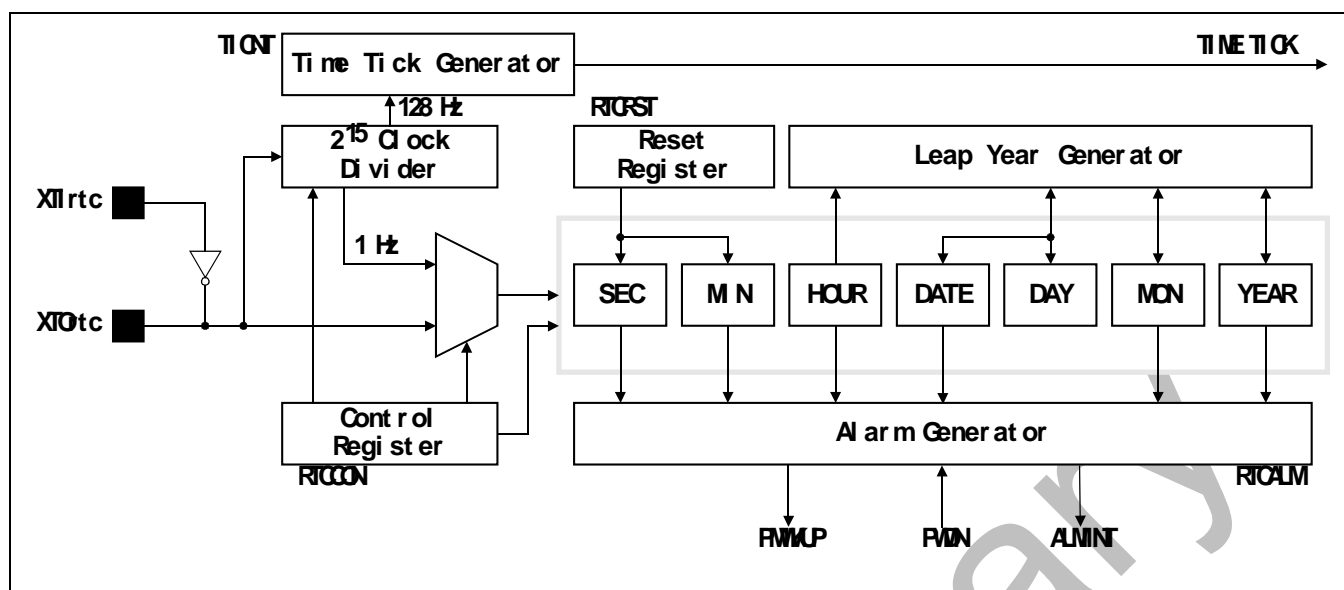 TICNT
Time Tick Generator
TIME TICK
128 Hz
RTCRST
2^15 Clock
Divider
Reset
Register
Leap Year Generator
XTIrtc
1 Hz
SEC
MIN
HOUR
DATE
DAY
MON
YEAR
XTOrtc
Control
Register
RTCCON
Alarm Generator
RTCALM
PMWKUP
PWDN
ALMINT